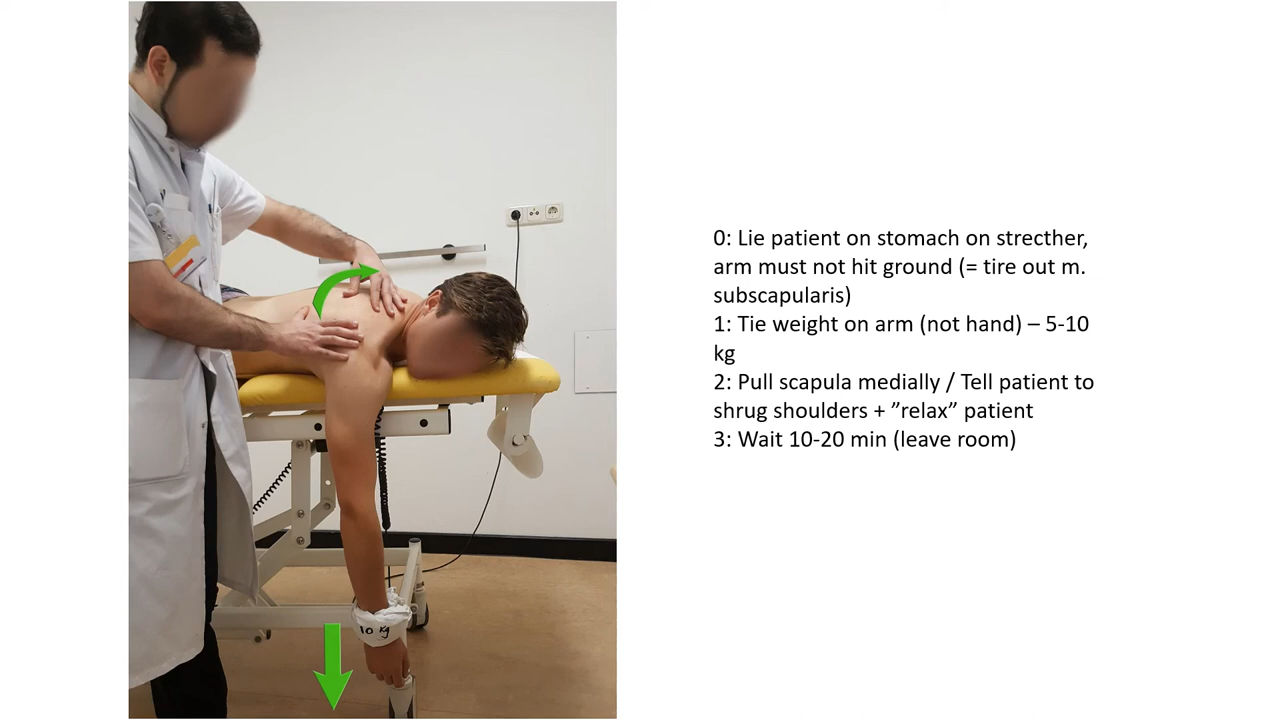 0: Lie patient on stomach on strecther,
arm must not hit ground (= tire out m.
subscapularis)
1: Tie weight on arm (not hand) – 5-10
kg
2: Pull scapula medially / Tell patient to
shrug shoulders + ”relax” patient
3: Wait 10-20 min (leave room)
10 Kg